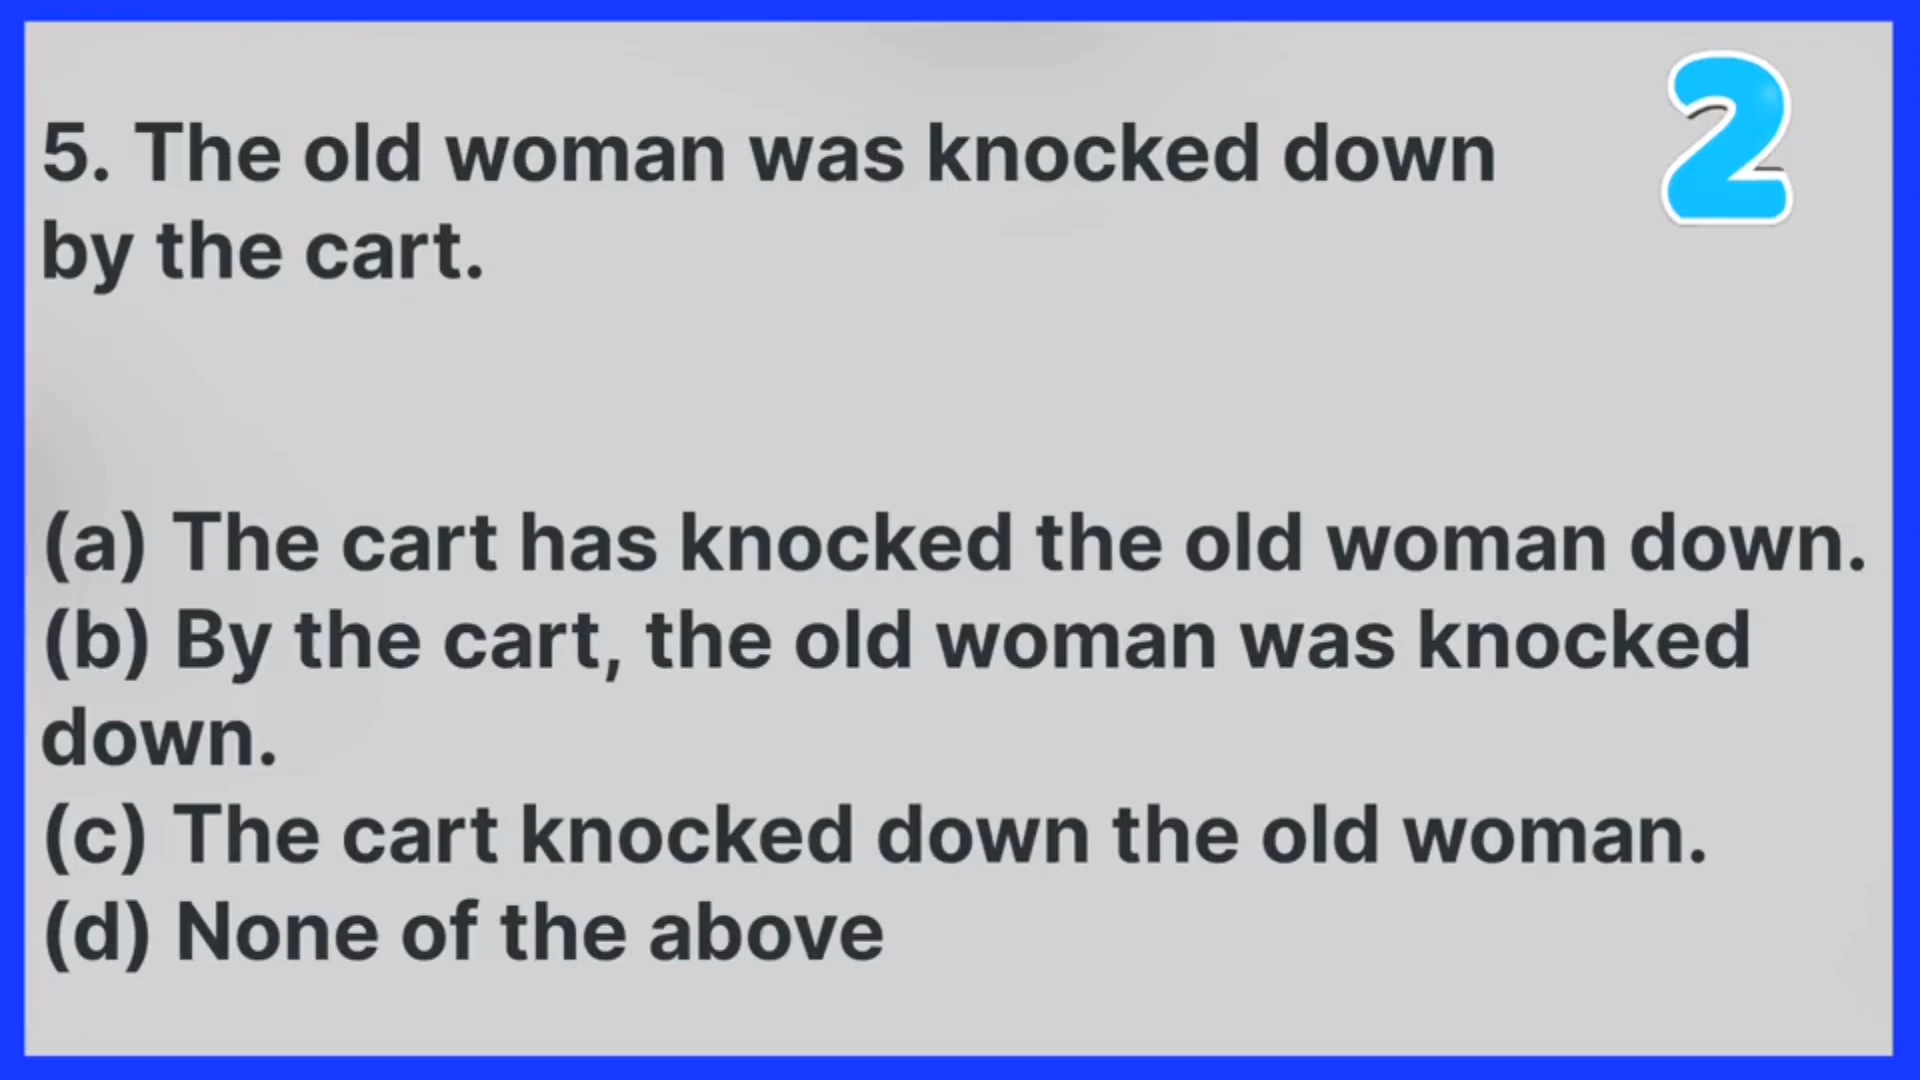 5. The old woman was knocked down
by the cart.
2
(a) The cart has knocked the old woman down.
(b) By the cart, the old woman was knocked
down.
(c) The cart knocked down the old woman.
(d) None of the above